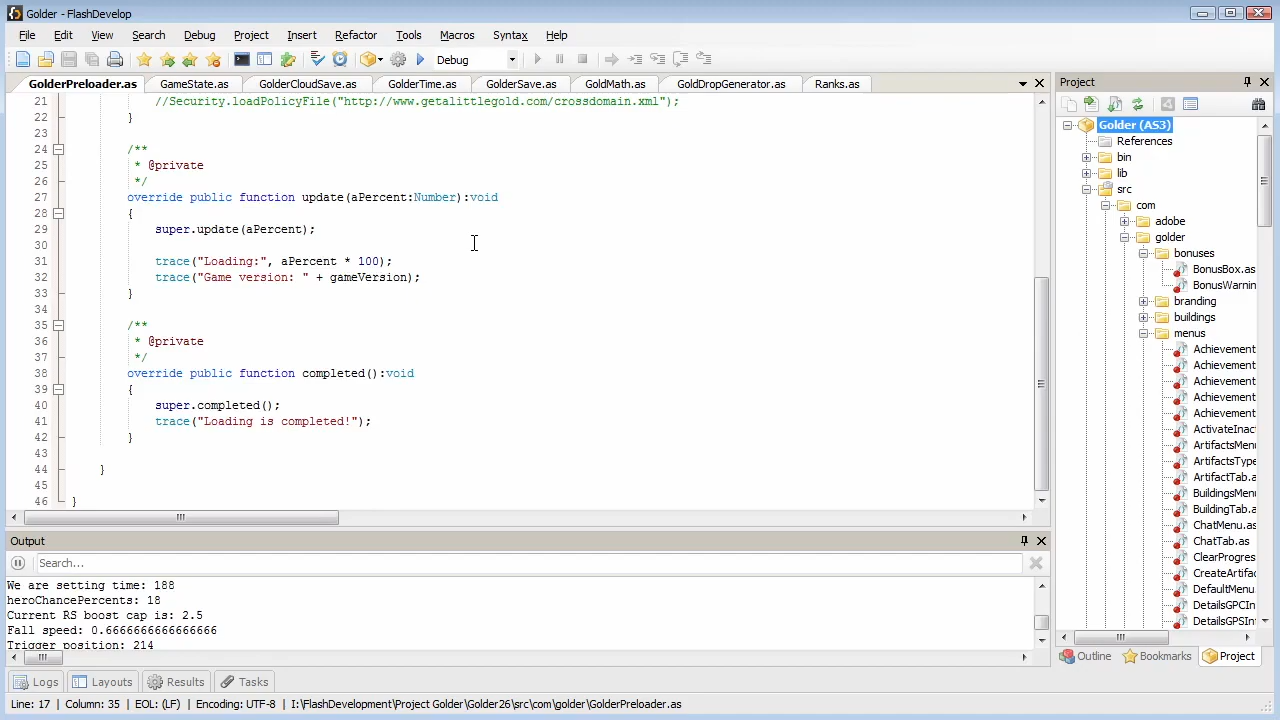 Golder - FlashDevelop
File Edit View Search Debug Project Insert Refactor Tools Macros Syntax Help
Debug
GolderPreloader.as GameState.as GolderCloudSave.as GolderTime.as GolderSave.as GoldMath.as GoldDropGenerator.as Ranks.as
21 //Security.loadPolicyFile("http://www.getalittlegold.com/crossdomain.xml");
22 }
23
24 /**
25 * @private
26 */
27 override public function update(aPercent:Number):void
28 {
29 super.update(aPercent);
30
31 trace("Loading:", aPercent * 100);
32 trace("Game version: " + gameVersion);
33 }
34
35 /**
36 * @private
37 */
38 override public function completed():void
39 {
40 super.completed();
41 trace("Loading is completed!");
42 }
43
44 }
45
46 }
Output
Search...
We are setting time: 188
heroChancePercents: 18
Current RS boost cap is: 2.5
Fall speed: 0.6666666666666666
Trigger position: 214
Logs Layouts Results Tasks
Project
Golder (AS3)
References
bin
lib
src
com
adobe
golder
bonuses
BonusBox.as
BonusWarnin
branding
buildings
menus
Achievement
Achievement
Achievement
Achievement
Achievement
ActivateInac
ArtifactsMen
ArtifactsType
ArtifactTab.a
BuildingsMen
BuildingTab.a
ChatMenu.as
ChatTab.as
ClearProgres
CreateArtifac
DefaultMenu
DetailsGPCIn
DetailsGPSIn
Outline Bookmarks Project
Line: 17 | Column: 35 | EOL: (LF) | Encoding: UTF-8 | I:\FlashDevelopment\Project Golder\Golder26\src\com\golder\GolderPreloader.as